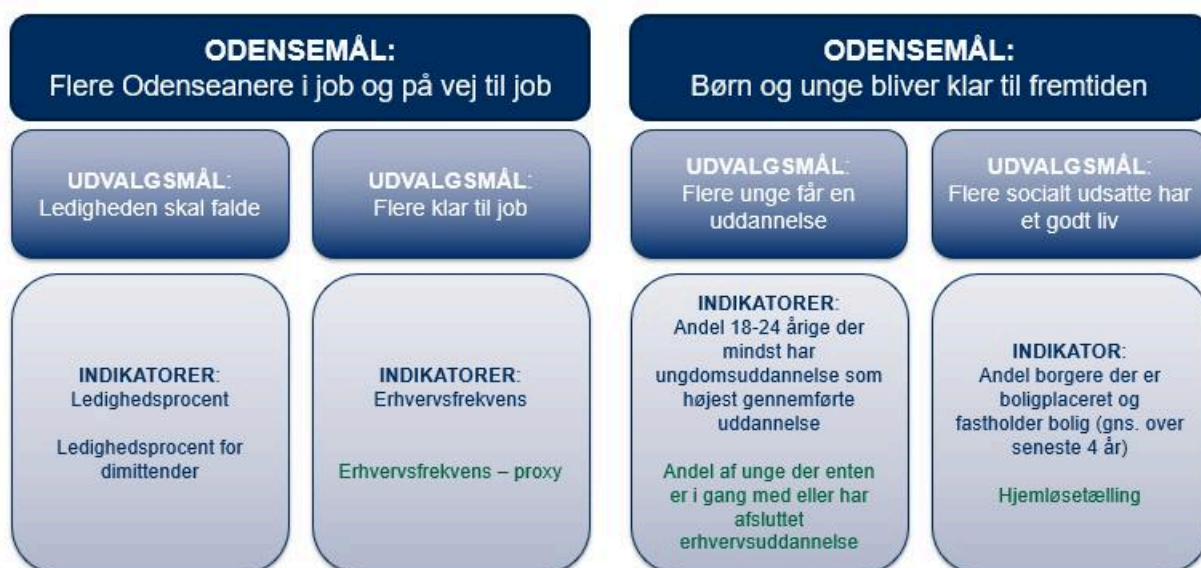 ODENSEMÅL:
Flere Odenseanere i job og på vej til job
UDVALGSMÅL:
Ledigheden skal falde
UDVALGSMÅL:
Flere klar til job
INDIKATORER:
Ledighedsprocent
Ledighedsprocent for
dimittender
INDIKATORER:
Erhvervsfrekvens
Erhvervsfrekvens – proxy
ODENSEMÅL:
Børn og unge bliver klar til fremtiden
UDVALGSMÅL:
Flere unge får en
uddannelse
UDVALGSMÅL:
Flere socialt udsatte har
et godt liv
INDIKATORER:
Andel 18-24 årige der
mindst har
ungdomsuddannelse som
højest gennemførte
uddannelse
Andel af unge der enten
er i gang med eller har
afsluttet
erhvervsuddannelse
INDIKATOR:
Andel borgere der er
boligplaceret og
fastholder bolig (gns. over
seneste 4 år)
Hjemløsetælling